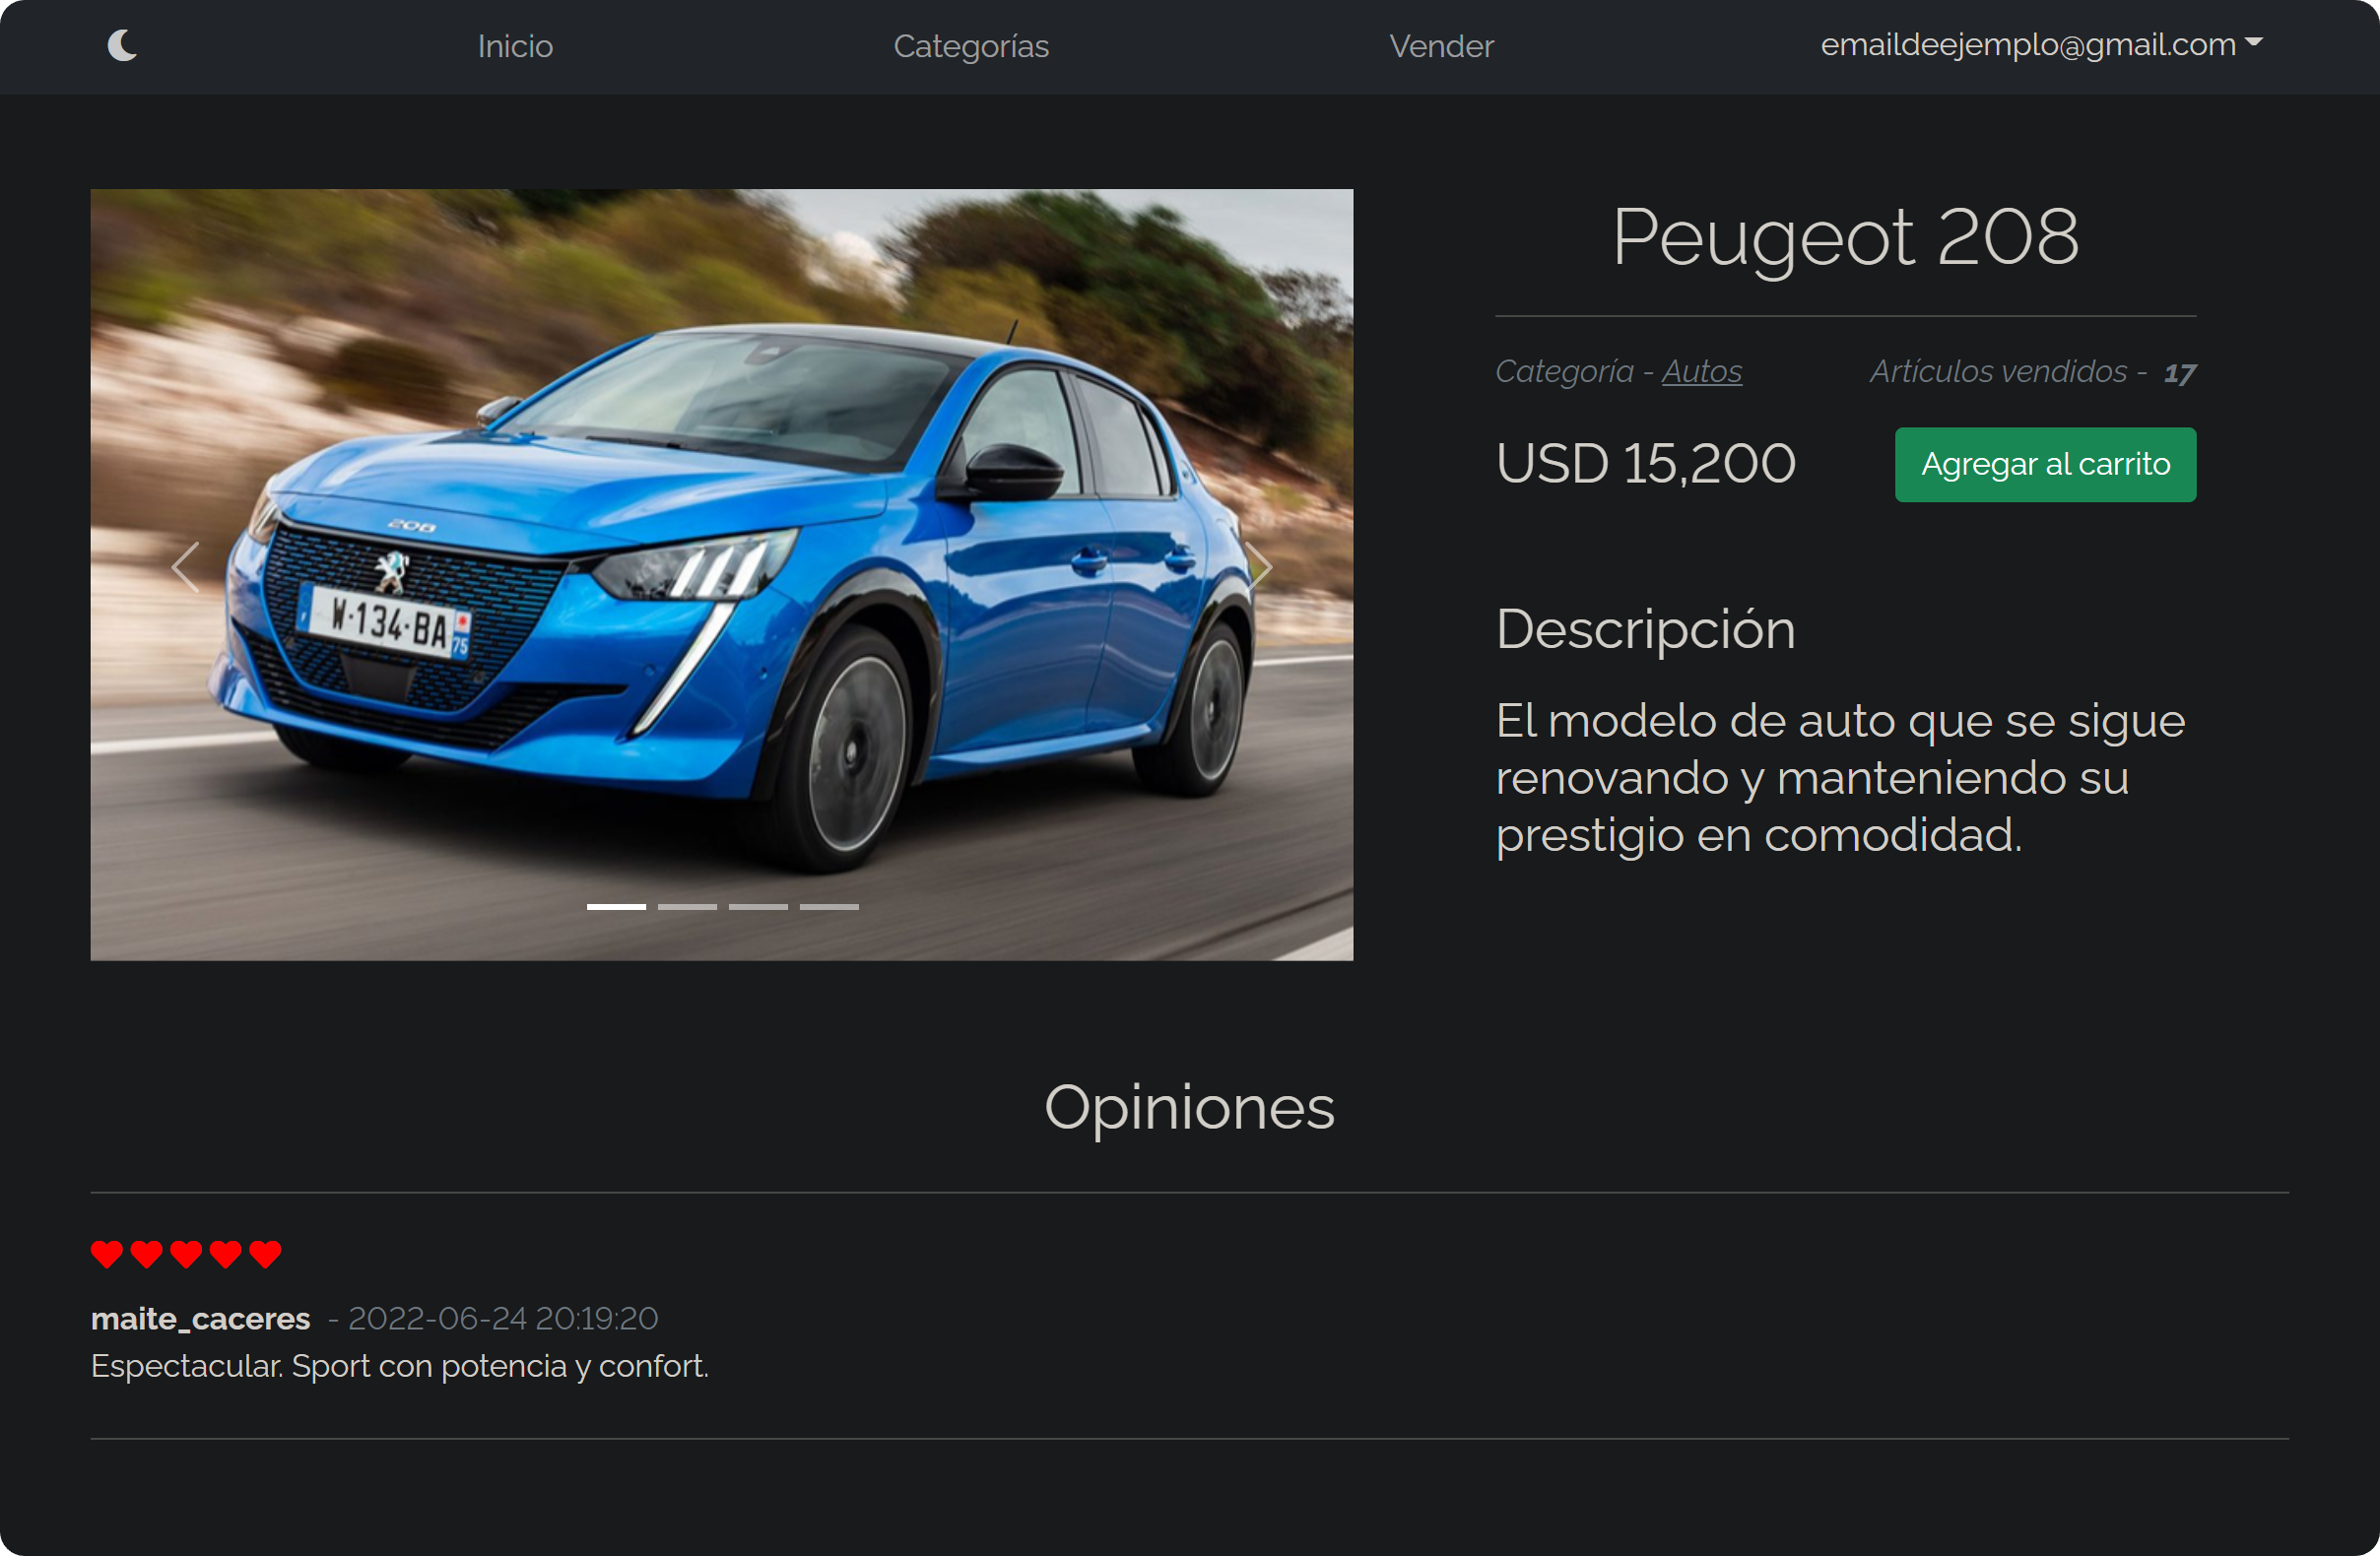 Inicio
Categorías
Vender
emaildeejemplo@gmail.com
Peugeot 208
Categoría - Autos
Artículos vendidos - 17
USD 15,200
Agregar al carrito
208
W-134-BA
75
Descripción
El modelo de auto que se sigue
renovando y manteniendo su
prestigio en comodidad.
Opiniones
maite_caceres - 2022-06-24 20:19:20
Espectacular. Sport con potencia y confort.